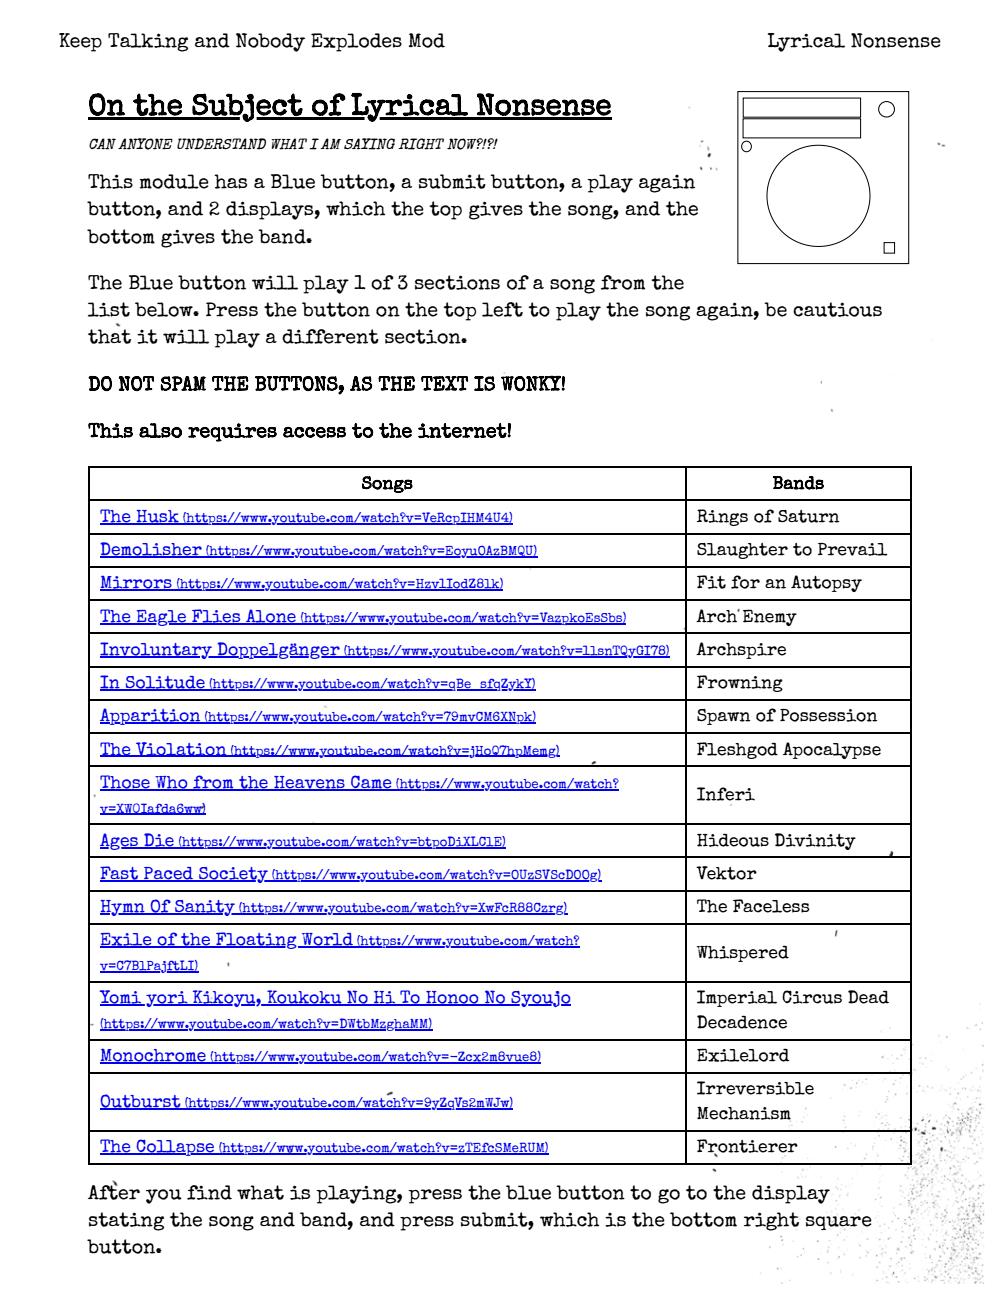 Keep Talking and Nobody Explodes Mod
Lyrical Nonsense
On the Subject of Lyrical Nonsense
CAN ANYONE UNDERSTAND WHAT I AM SAYING RIGHT NOW?!?!
This module has a Blue button, a submit button, a play again
button, and 2 displays, which the top gives the song, and the
bottom gives the band.
The Blue button will play 1 of 3 sections of a song from the
list below. Press the button on the top left to play the song again, be cautious
that it will play a different section.
DO NOT SPAM THE BUTTONS, AS THE TEXT IS WONKY!
This also requires access to the internet!
Songs Bands
The Husk (https://www.youtube.com/watch?v=VeRcpIHM4U4) Rings of Saturn
Demolisher (https://www.youtube.com/watch?v=EoyuOAzBMQU) Slaughter to Prevail
Mirrors (https://www.youtube.com/watch?v=HzvlIodZ81k) Fit for an Autopsy
The Eagle Flies Alone (https://www.youtube.com/watch?v=VazpkoEsSbs) Arch Enemy
Involuntary Doppelgänger (https://www.youtube.com/watch?v=llsnTQyGI78) Archspire
In Solitude (https://www.youtube.com/watch?v=qBe_sfqZykY) Frowning
Apparition (https://www.youtube.com/watch?v=79mvCM6XNpk) Spawn of Possession
The Violation (https://www.youtube.com/watch?v=jHoQ7hpMemg) Fleshgod Apocalypse
Those Who from the Heavens Came (https://www.youtube.com/watch?
v=XWOIafda6ww) Inferi
Ages Die (https://www.youtube.com/watch?v=btpoDiXLClE) Hideous Divinity
Fast Paced Society (https://www.youtube.com/watch?v=OUzSVScDOOg) Vektor
Hymn Of Sanity (https://www.youtube.com/watch?v=XwFcR88Czrg) The Faceless
Exile of the Floating World (https://www.youtube.com/watch?
v=C7BlPajftLI) Whispered
Yomi yori Kikoyu, Koukoku No Hi To Honoo No Syoujo
(https://www.youtube.com/watch?v=DWtbMzghaMM)
Imperial Circus Dead
Decadence
Monochrome (https://www.youtube.com/watch?v=-Zcx2m8vue8) Exilelord
Outburst (https://www.youtube.com/watch?v=9yZqVs2mWJw)
Irreversible
Mechanism
The Collapse (https://www.youtube.com/watch?v=zTEfcSMeRUM) Frontierer
After you find what is playing, press the blue button to go to the display
stating the song and band, and press submit, which is the bottom right square
button.